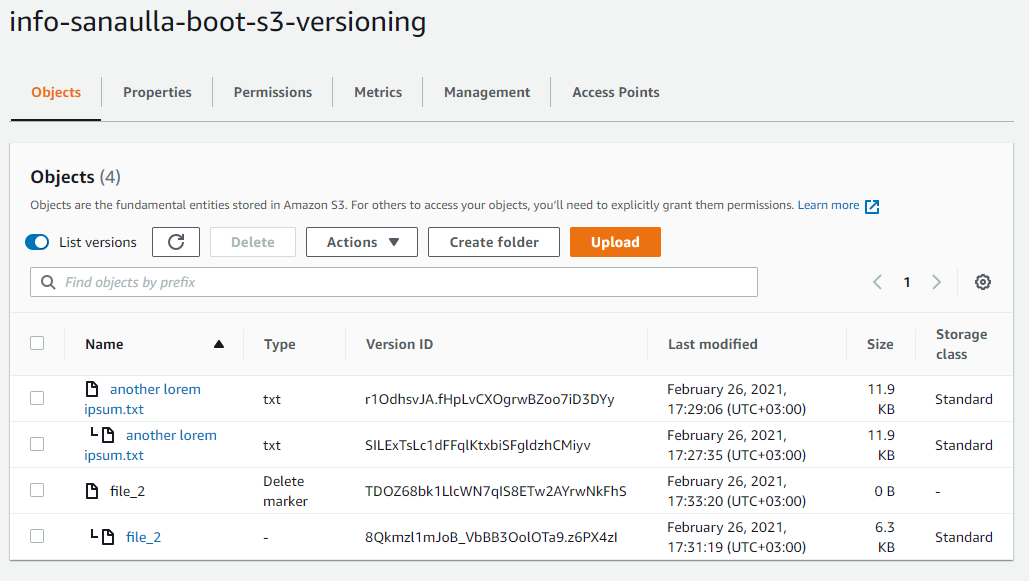 info-sanaulla-boot-s3-versioning
Objects
Properties
Permissions
Metrics
Management
Access Points
Objects (4)
Objects are the fundamental entities stored in Amazon S3. For others to access your objects, you'll need to explicitly grant them permissions. Learn more
List versions
Delete
Actions
Create folder
Upload
Find objects by prefix
1
Name
Type
Version ID
Last modified
Size
Storage
class
another lorem
ipsum.txt
txt
r1OdhsvJA.fHpLvCXOgrwBZoo7iD3DYy
February 26, 2021,
17:29:06 (UTC+03:00)
11.9
KB
Standard
another lorem
ipsum.txt
txt
SILExTsLc1dFFqlKtxbiSFgldzhCMiyv
February 26, 2021,
17:27:35 (UTC+03:00)
11.9
KB
Standard
file_2
Delete
marker
TDOZ68bk1LlcWN7qIS8ETw2AYrwNkFhS
February 26, 2021,
17:33:20 (UTC+03:00)
0 B
-
file_2
-
8Qkmzl1mJoB_VbBB3OolOTa9.z6PX4zI
February 26, 2021,
17:31:19 (UTC+03:00)
6.3
KB
Standard